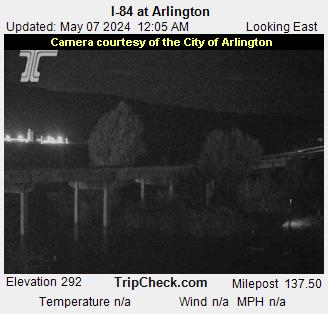 I-84 at Arlington
Updated: May 07 2024 12:05 AM Looking East
Camera courtesy of the City of Arlington
Elevation 292 TripCheck.com Milepost 137.50
Temperature n/a Wind n/a MPH n/a